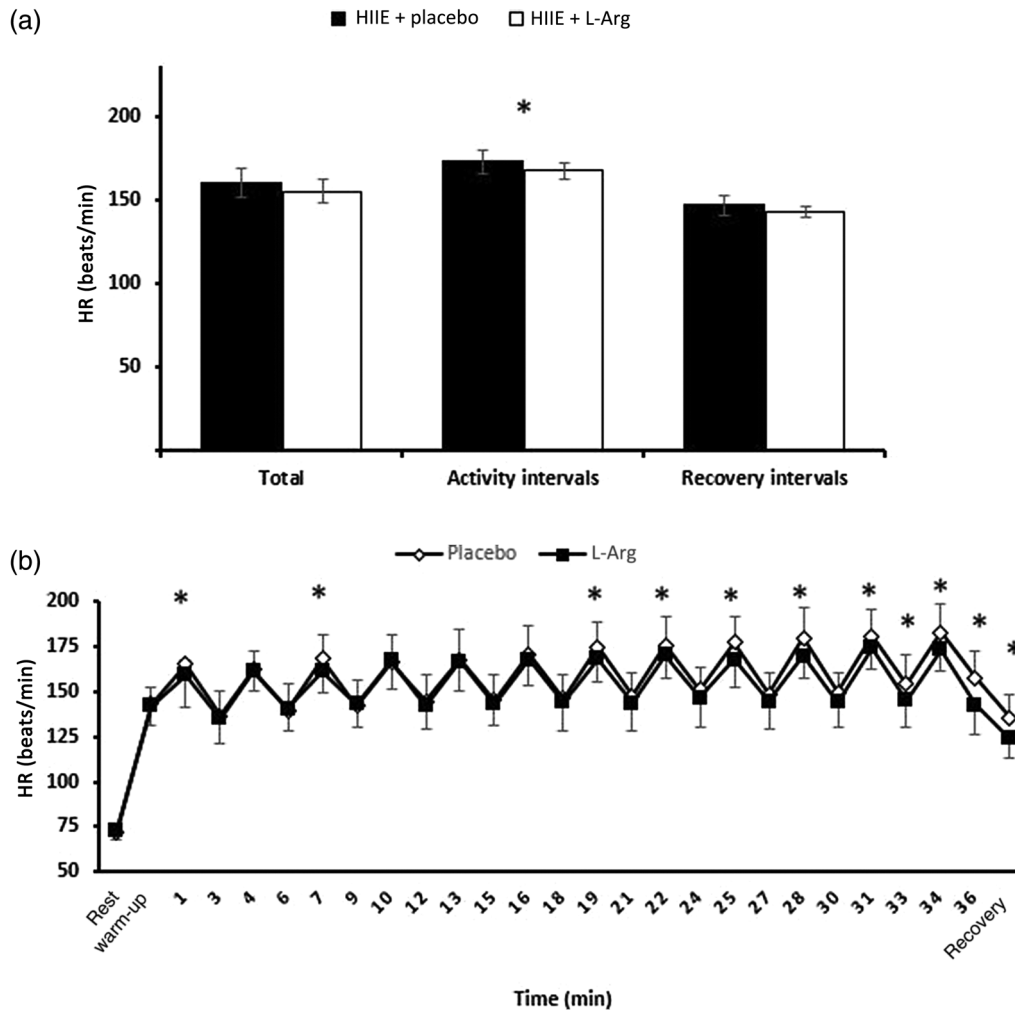 (a)
HIIE + placebo HIIE + L-Arg
*
200
150
100
50
HR (beats/min)
Total Activity intervals Recovery intervals
(b)
Placebo L-Arg
* * * * * * * * * * *
200
175
150
125
100
75
50
HR (beats/min)
Rest warm-up 1 3 4 6 7 9 10 12 13 15 16 18 19 21 22 24 25 27 28 30 31 33 34 36 Recovery
Time (min)